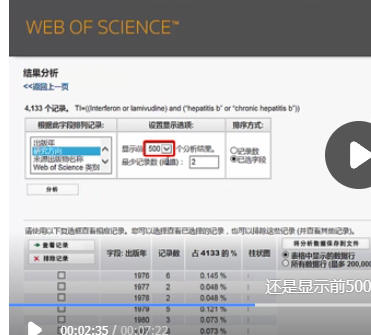 WEB OF SCIENCE™
结果分析
<<返回上一页
4,133 个记录。 TI=((Interferon or lamivudine) and ("hepatitis b" or "chronic hepatitis b"))
根据此字段排列记录: 设置显示选项: 排序方式:
出版年
研究方向
来源出版物名称
Web of Science 类别
显示前 500 个分析结果。
最少记录数 (阈值): 2
记录数
已选字段
分析
请使用以下复选框查看相应记录。您可以选择查看已选择的记录，也可以排除这些记录 (并查看其他记录)。
查看记录
排除记录
字段: 出版年 记录数 占 4133 的 % 柱状图
将分析数据保存到文件
表格中显示的数据行
所有数据行 (最多 200,000
1976 6 0.145 %
1977 2 0.048 %
1978 2 0.048 %
1979 5 0.121 %
1980 3 0.073 %
0.073 %
还是显示前500
00:02:35 / 00:07:22